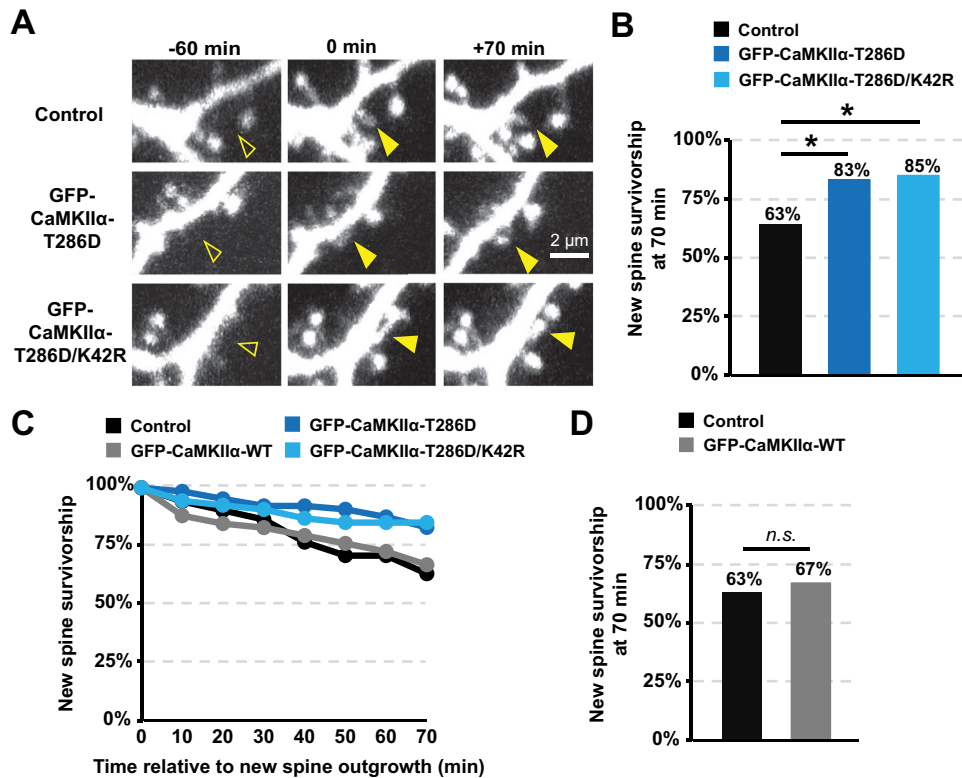 A
-60 min
0 min
+70 min
Control
GFP-
CaMKIIα-
T286D
2 μm
GFP-
CaMKIIα-
T286D/K42R
B
Control
GFP-CaMKIIα-T286D
GFP-CaMKIIα-T286D/K42R
New spine survivorship
at 70 min
100%
75%
50%
25%
0%
63%
83%
85%
*
*
C
Control
GFP-CaMKIIα-WT
GFP-CaMKIIα-T286D
GFP-CaMKIIα-T286D/K42R
New spine survivorship
100%
75%
50%
25%
0%
0 10 20 30 40 50 60 70
Time relative to new spine outgrowth (min)
D
Control
GFP-CaMKIIα-WT
New spine survivorship
at 70 min
100%
75%
50%
25%
0%
n.s.
63%
67%